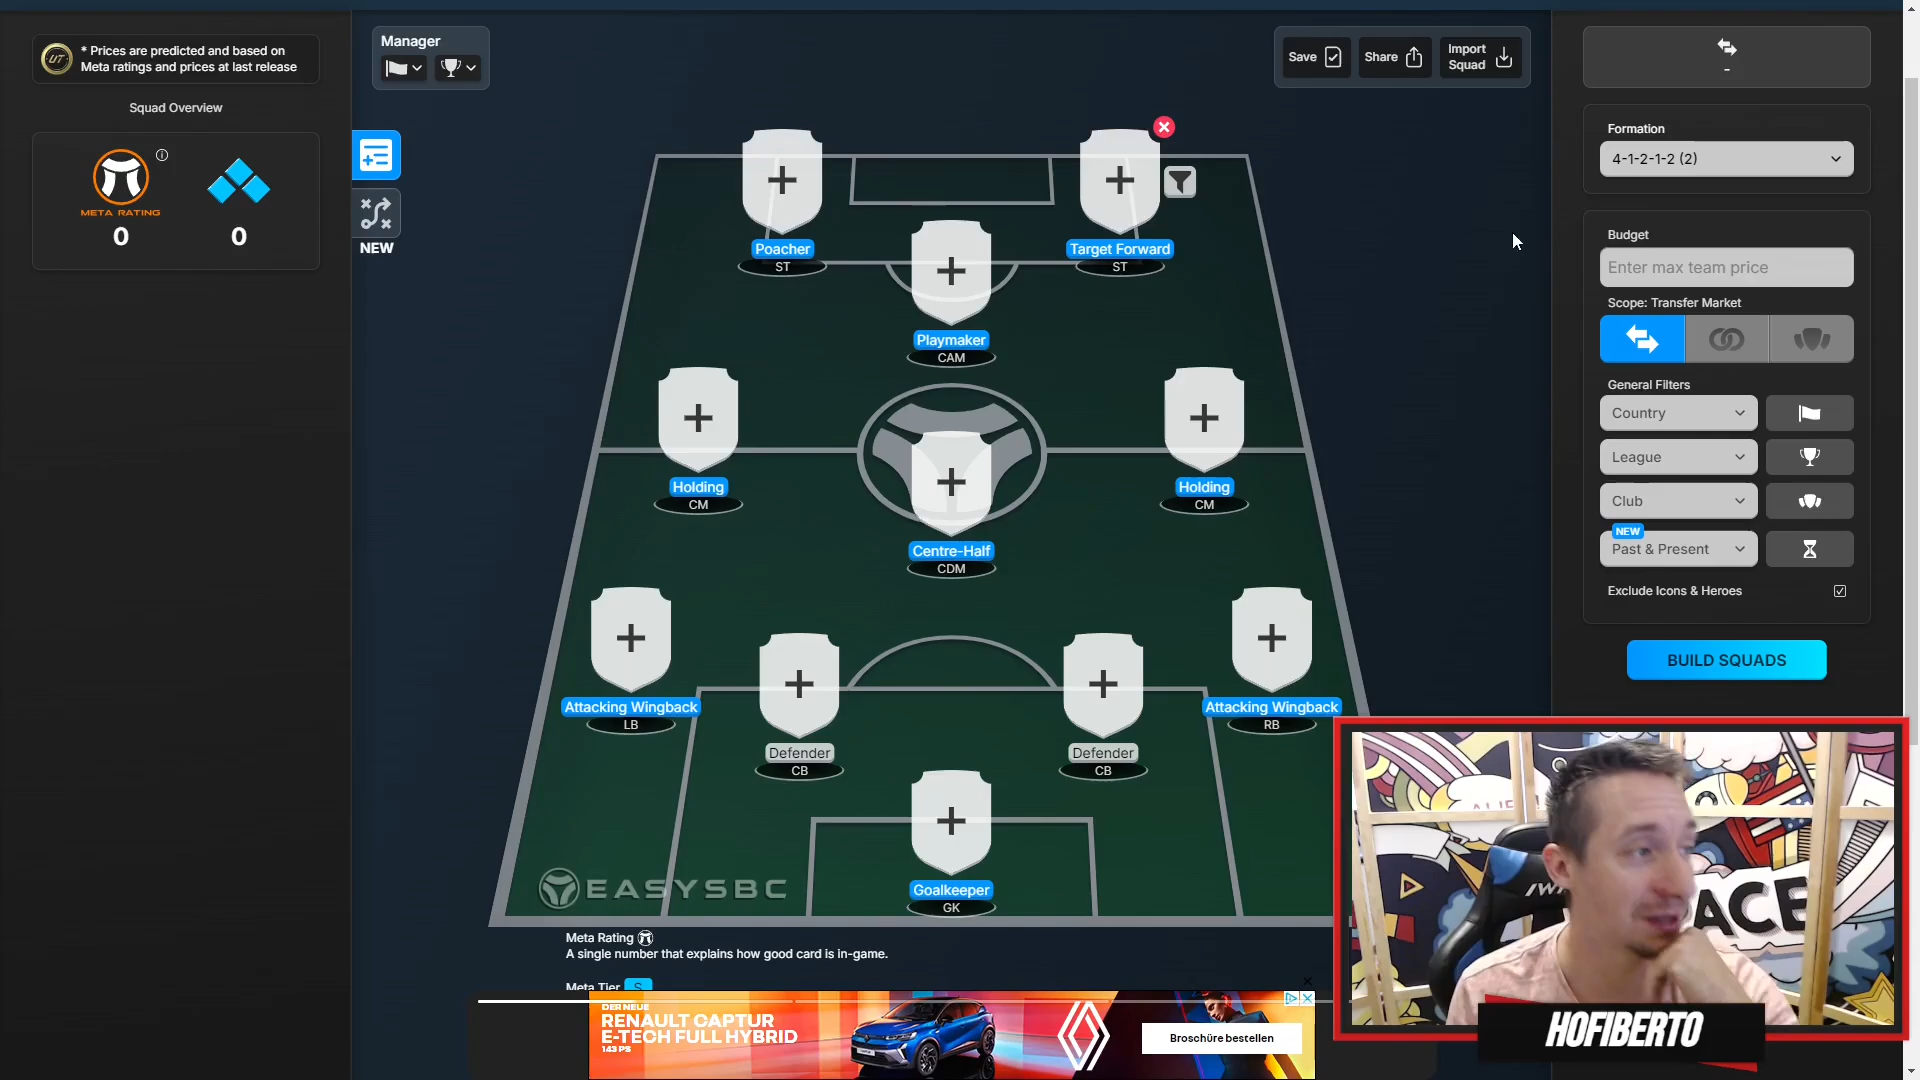 UT
* Prices are predicted and based on
Meta ratings and prices at last release
Squad Overview
META RATING
0
0
Manager
NEW
Save
Share
Import
Squad
Poacher
ST
Target Forward
ST
Playmaker
CAM
Holding
CM
Holding
CM
Centre-Half
CDM
Attacking Wingback
LB
Attacking Wingback
RB
Defender
CB
Defender
CB
Goalkeeper
GK
EASYSBC
Meta Rating
A single number that explains how good card is in-game.
Meta Tier S
DER NEUE
RENAULT CAPTUR
E-TECH FULL HYBRID
143 PS
Broschüre bestellen
-
Formation
4-1-2-1-2 (2)
Budget
Enter max team price
Scope: Transfer Market
General Filters
Country
League
Club
NEW
Past & Present
Exclude Icons & Heroes
BUILD SQUADS
ACE
HOFIBERTO